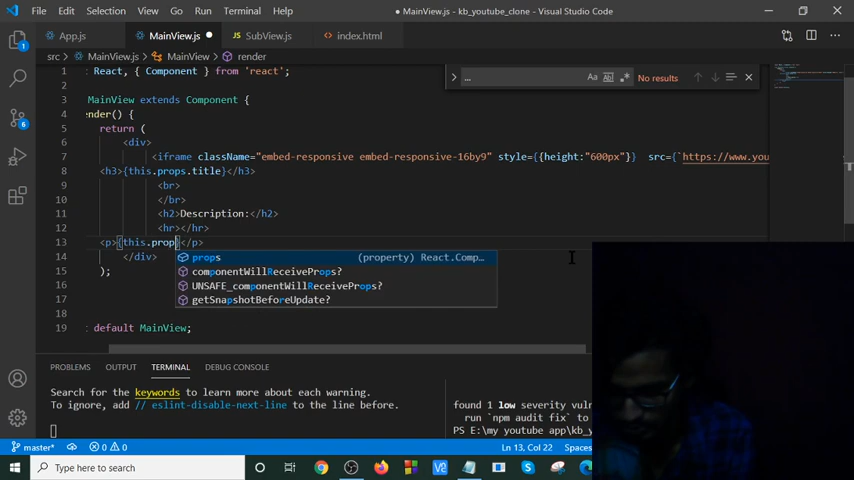 File Edit Selection View Go Run Terminal Help
● MainView.js - kb_youtube_clone - Visual Studio Code
App.js MainView.js ● SubView.js index.html
src > MainView.js > MainView > render
1 React, { Component } from 'react';
2
3 MainView extends Component {
4 ender() {
5 return (
6 <div>
7 <iframe className="embed-responsive embed-responsive-16by9" style={{height:"600px"}} src={`https://www.you
8 <h3>{this.props.title}</h3>
9 <br>
10 </br>
11 <h2>Description:</h2>
12 <hr></hr>
13 <p>{this.prop}</p>
14 </div>
15 );
16
17
18
19 : default MainView;
… Aa No results
props (property) React.Comp…
componentWillReceiveProps?
UNSAFE_componentWillReceiveProps?
getSnapshotBeforeUpdate?
PROBLEMS OUTPUT TERMINAL DEBUG CONSOLE
Search for the keywords to learn more about each warning.
To ignore, add // eslint-disable-next-line to the line before.
found 1 low severity vuln
run `npm audit fix` to
PS E:\my youtube app\kb_y
6
master* 0 0 Ln 13, Col 22 Spaces
Type here to search